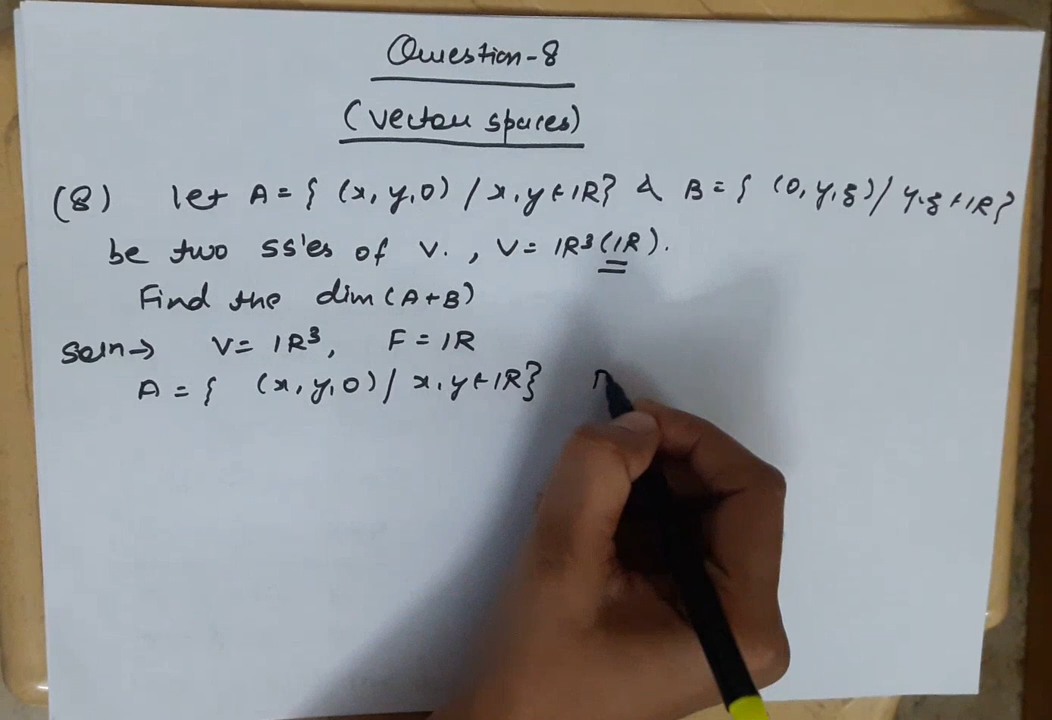 Question-8
(Vector spaces)
(8) let A = { (x, y, 0) / x, y ∈ IR} & B = { (0, y, z) / y, z ∈ IR}
be two ss'es of V. , V = IR³ (IR).
Find the dim (A+B)
Soln→ V = IR³, F = IR
A = { (x, y, 0) / x, y ∈ IR}